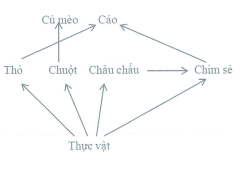 Cú mèo Cáo
Thỏ Chuột Châu chấu Chim sẻ
Thực vật